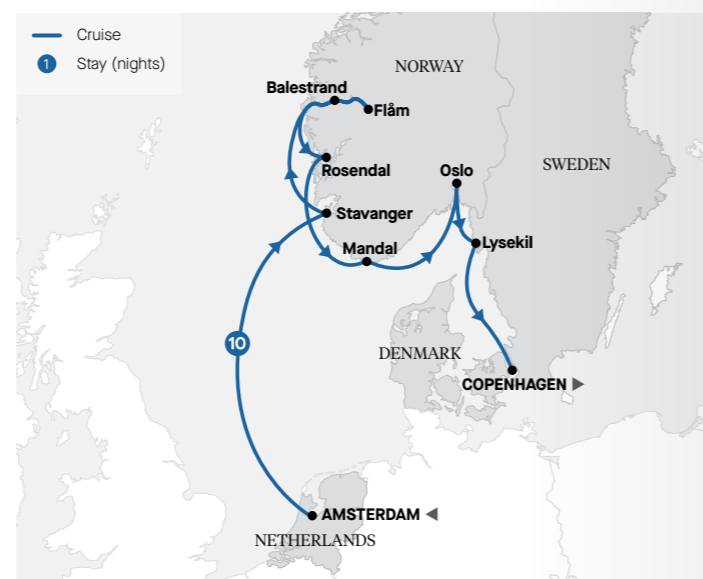 Cruise
1 Stay (nights)
NORWAY
Balestrand
Flåm
SWEDEN
Rosendal
Oslo
Stavanger
Mandal
Lysekil
10
DENMARK
COPENHAGEN
AMSTERDAM
NETHERLANDS